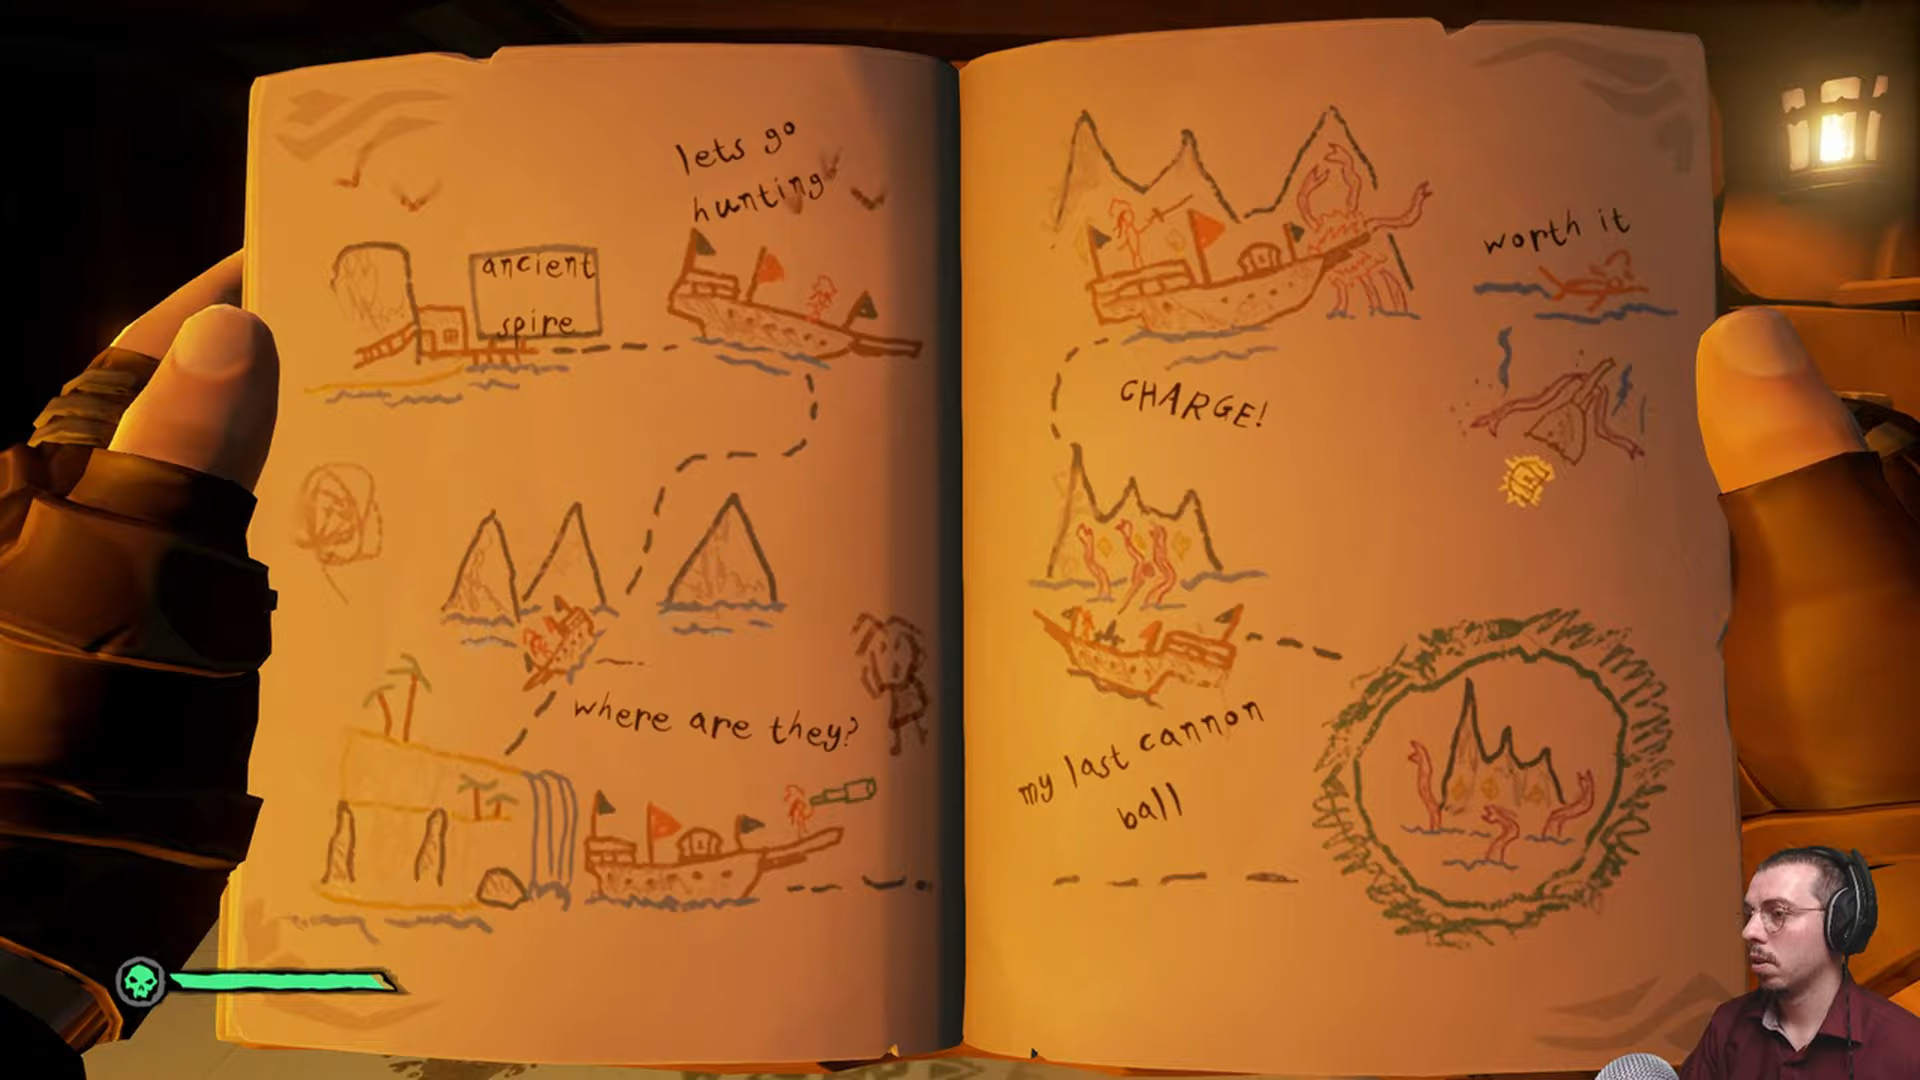 lets go
hunting
ancient
spire
where are they?
worth it
CHARGE!
my last cannon
ball